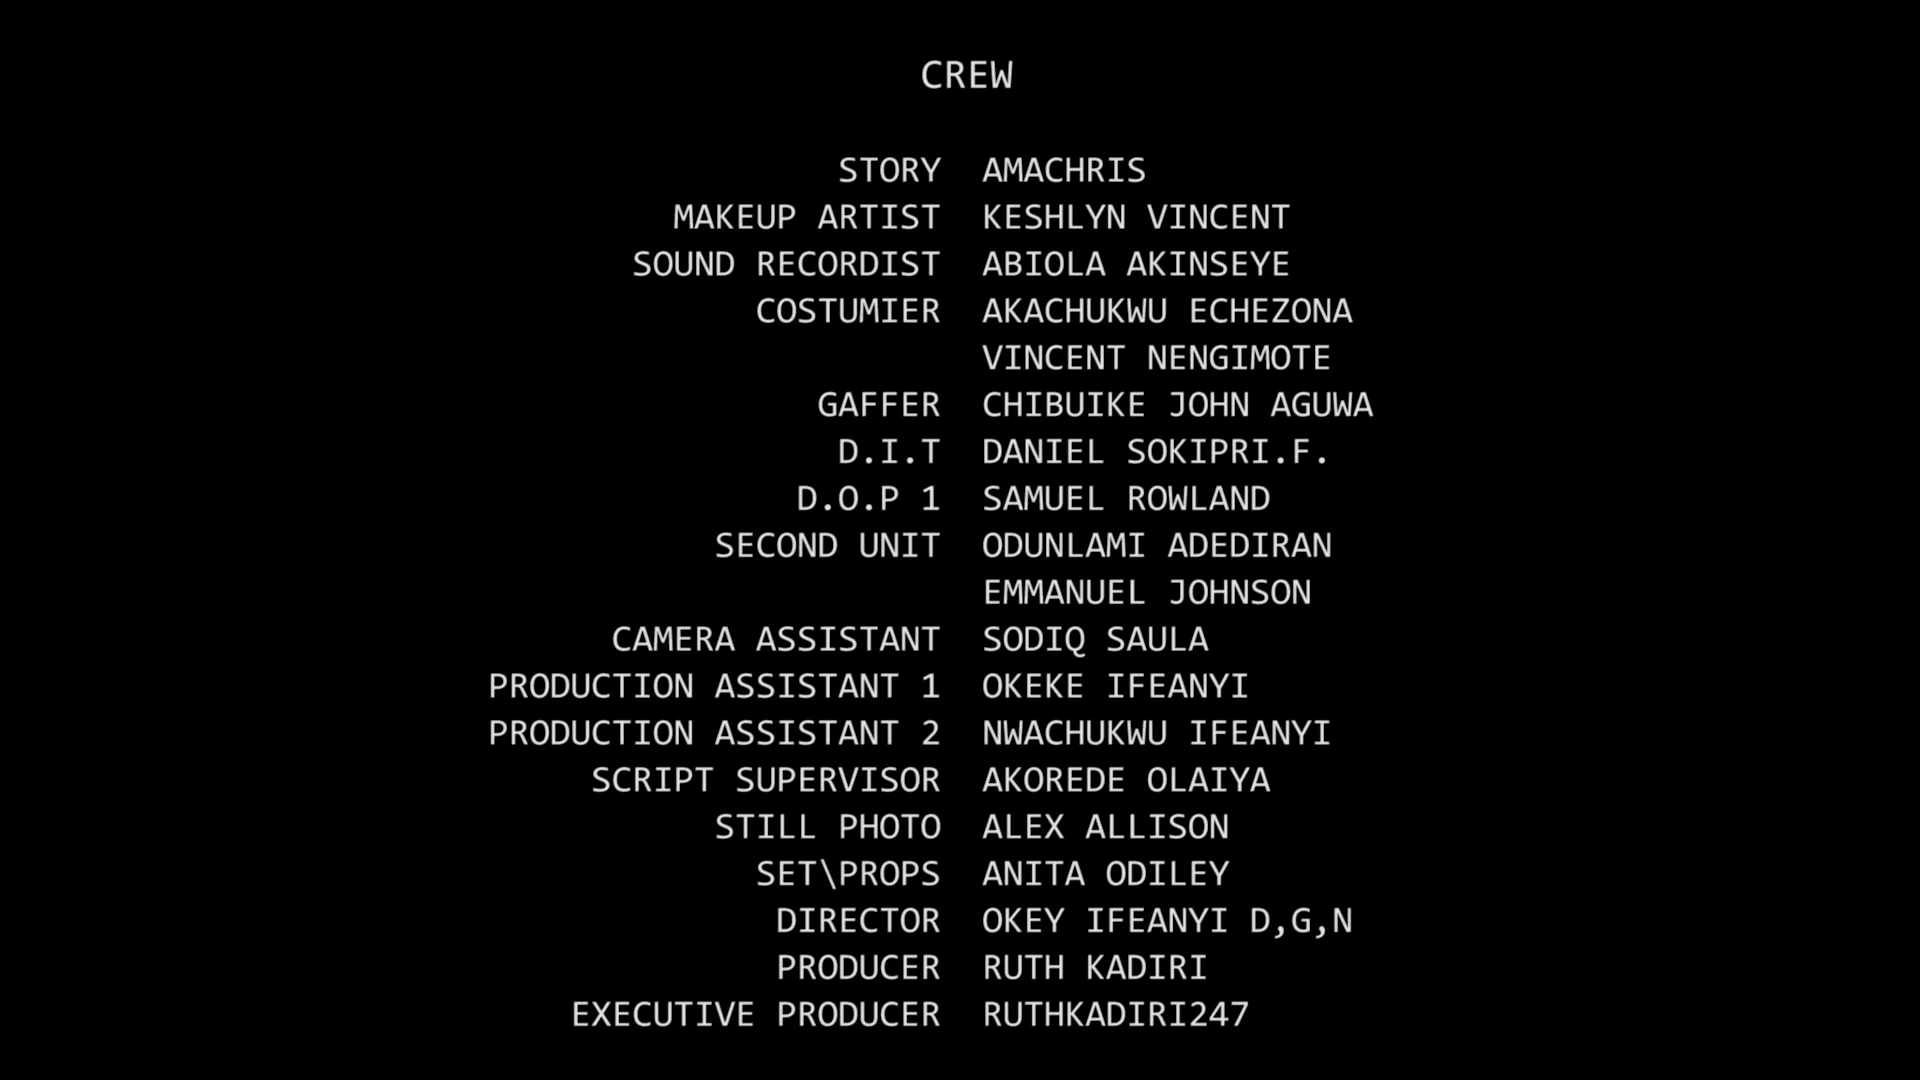 CREW
STORY AMACHRIS
MAKEUP ARTIST KESHLYN VINCENT
SOUND RECORDIST ABIOLA AKINSEYE
COSTUMIER AKACHUKWU ECHEZONA
VINCENT NENGIMOTE
GAFFER CHIBUIKE JOHN AGUWA
D.I.T DANIEL SOKIPRI.F.
D.O.P 1 SAMUEL ROWLAND
SECOND UNIT ODUNLAMI ADEDIRAN
EMMANUEL JOHNSON
CAMERA ASSISTANT SODIQ SAULA
PRODUCTION ASSISTANT 1 OKEKE IFEANYI
PRODUCTION ASSISTANT 2 NWACHUKWU IFEANYI
SCRIPT SUPERVISOR AKOREDE OLAIYA
STILL PHOTO ALEX ALLISON
SET\PROPS ANITA ODILEY
DIRECTOR OKEY IFEANYI D,G,N
PRODUCER RUTH KADIRI
EXECUTIVE PRODUCER RUTHKADIRI247